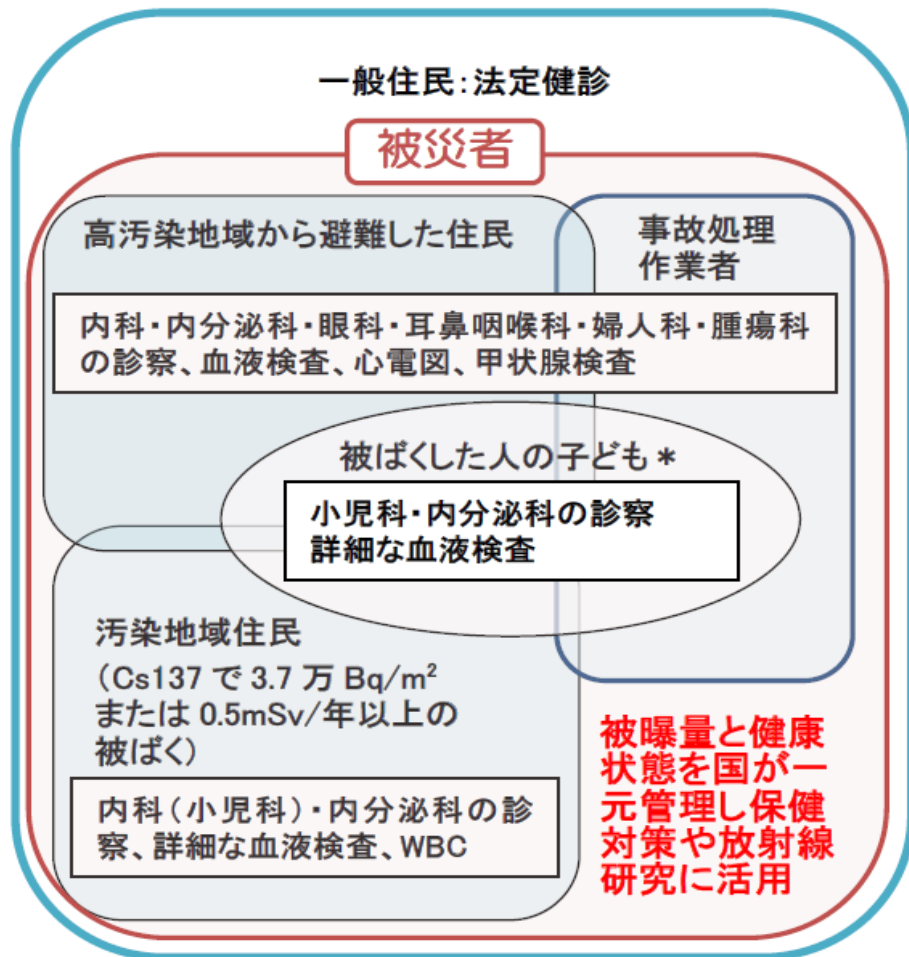 一般住民：法定健診
被災者
高汚染地域から避難した住民
事故処理
作業者
内科・内分泌科・眼科・耳鼻咽喉科・婦人科・腫瘍科
の診察、血液検査、心電図、甲状腺検査
被ばくした人の子ども＊
小児科・内分泌科の診察
詳細な血液検査
汚染地域住民
（Cs137 で 3.7 万 Bq/m²
または 0.5mSv/年以上の
被ばく）
内科（小児科）・内分泌科の診
察、詳細な血液検査、WBC
被曝量と健康
状態を国が一
元管理し保健
対策や放射線
研究に活用